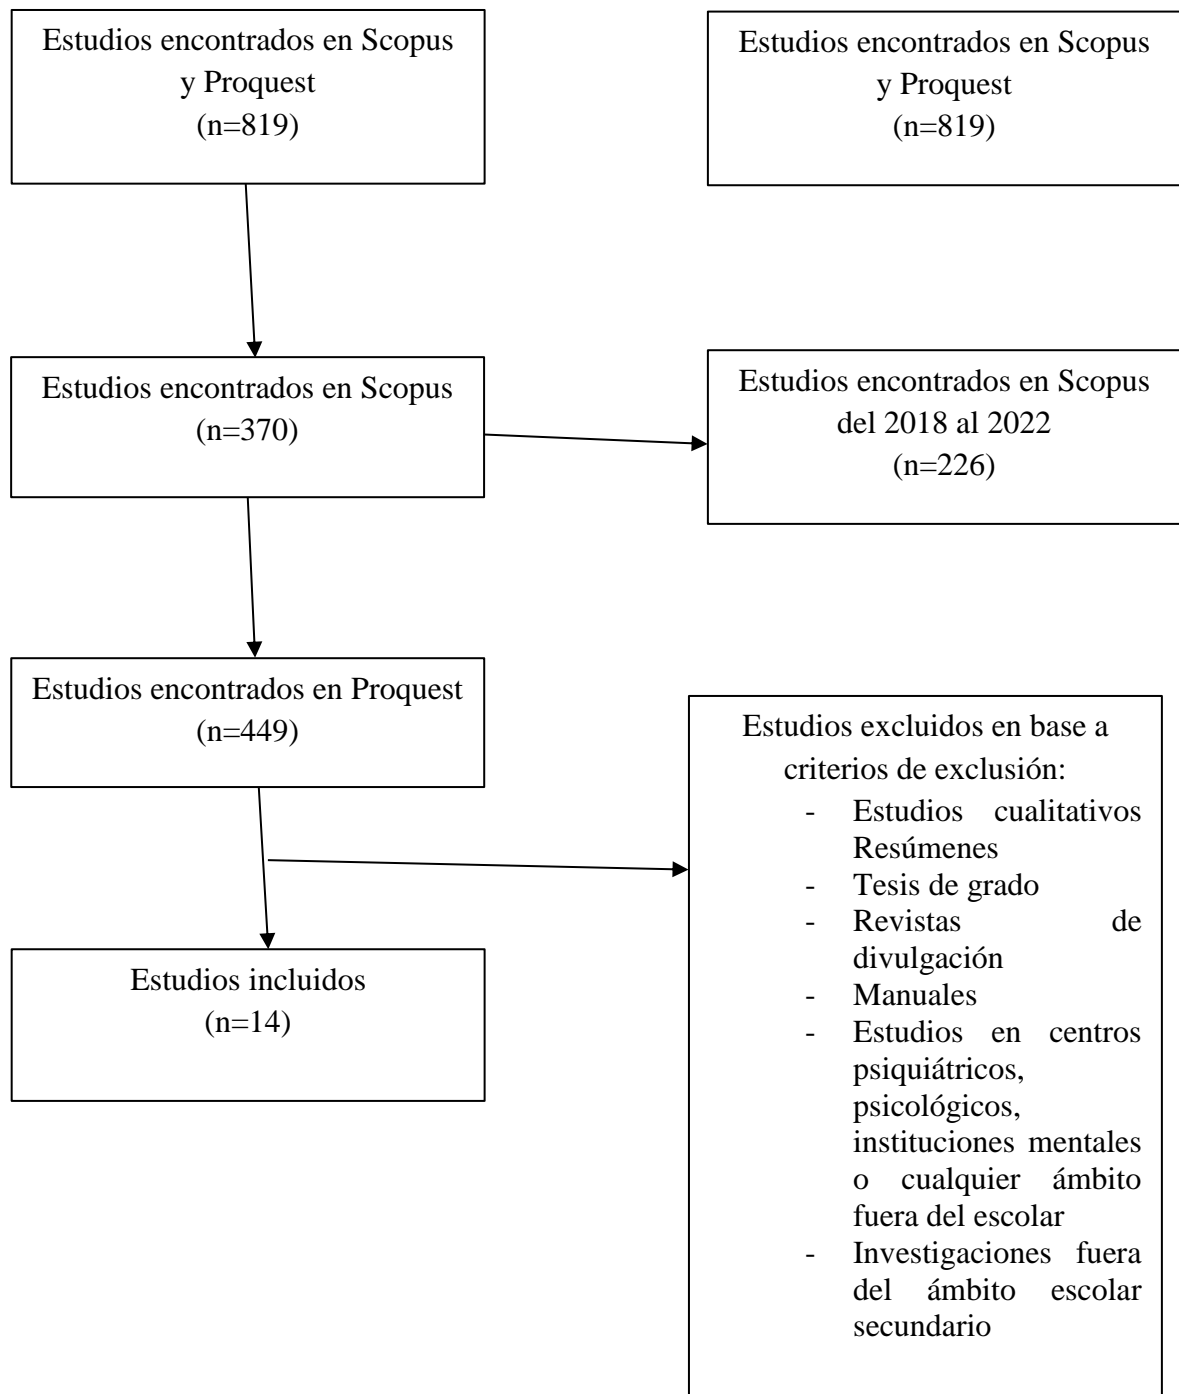 Estudios encontrados en Scopus
y Proquest
(n=819)
Estudios encontrados en Scopus
y Proquest
(n=819)
Estudios encontrados en Scopus
(n=370)
Estudios encontrados en Scopus
del 2018 al 2022
(n=226)
Estudios encontrados en Proquest
(n=449)
Estudios excluidos en base a
criterios de exclusión:
- Estudios cualitativos
Resúmenes
- Tesis de grado
- Revistas de
divulgación
- Manuales
- Estudios en centros
psiquiátricos,
psicológicos,
instituciones mentales
o cualquier ámbito
fuera del escolar
- Investigaciones fuera
del ámbito escolar
secundario
Estudios incluidos
(n=14)